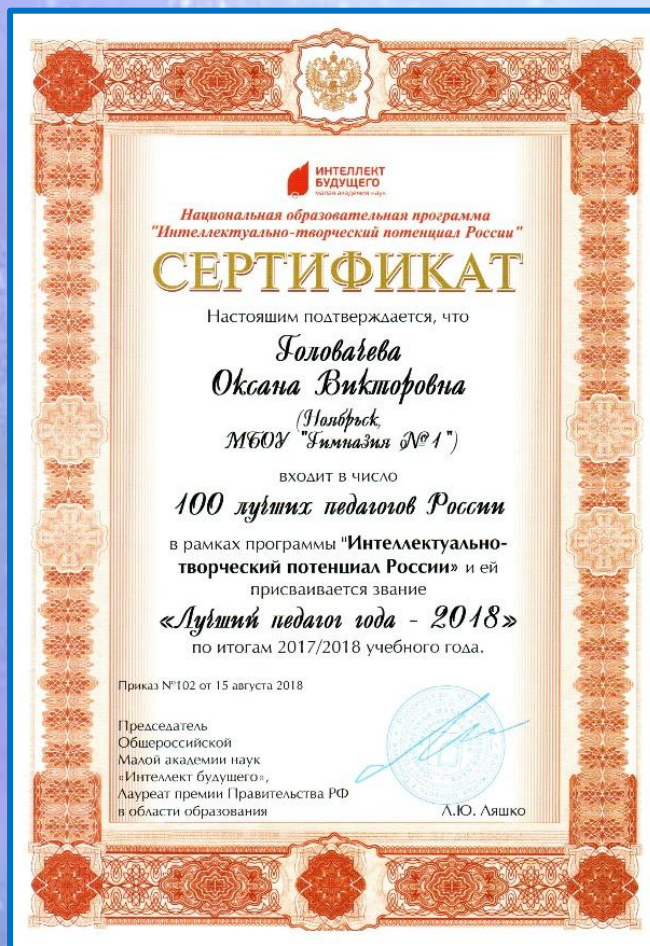 ИНТЕЛЛЕКТ
БУДУЩЕГО
малая академия наук
Национальная образовательная программа
"Интеллектуально-творческий потенциал России"
СЕРТИФИКАТ
Настоящим подтверждается, что
Головачева
Оксана Викторовна
(Ноябрьск,
МБОУ "Гимназия №1")
входит в число
100 лучших педагогов России
в рамках программы "Интеллектуально-
творческий потенциал России» и ей
присваивается звание
«Лучший педагог года - 2018»
по итогам 2017/2018 учебного года.
Приказ №102 от 15 августа 2018
Председатель
Общероссийской
Малой академии наук
«Интеллект будущего»,
Лауреат премии Правительства РФ
в области образования
Л.Ю. Ляшко